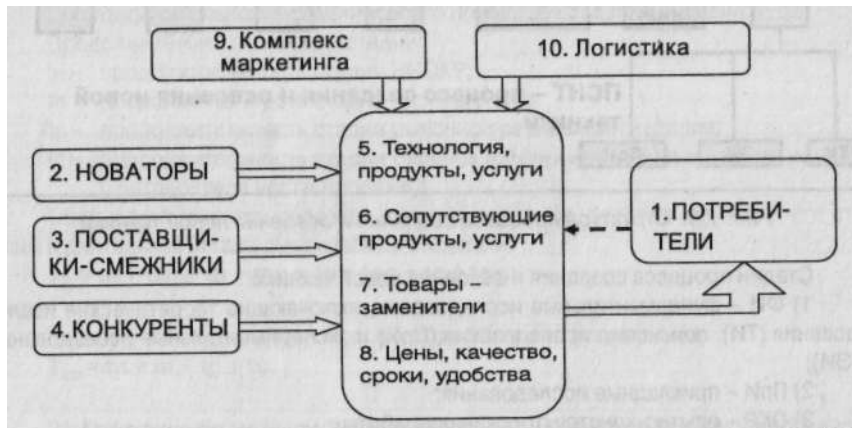 9. Комплекс
маркетинга
10. Логистика
2. НОВАТОРЫ
3. ПОСТАВЩИ-
КИ-СМЕЖНИКИ
4. КОНКУРЕНТЫ
5. Технология,
продукты, услуги
6. Сопутствующие
продукты, услуги
7. Товары –
заменители
8. Цены, качество,
сроки, удобства
1. ПОТРЕБИ-
ТЕЛИ